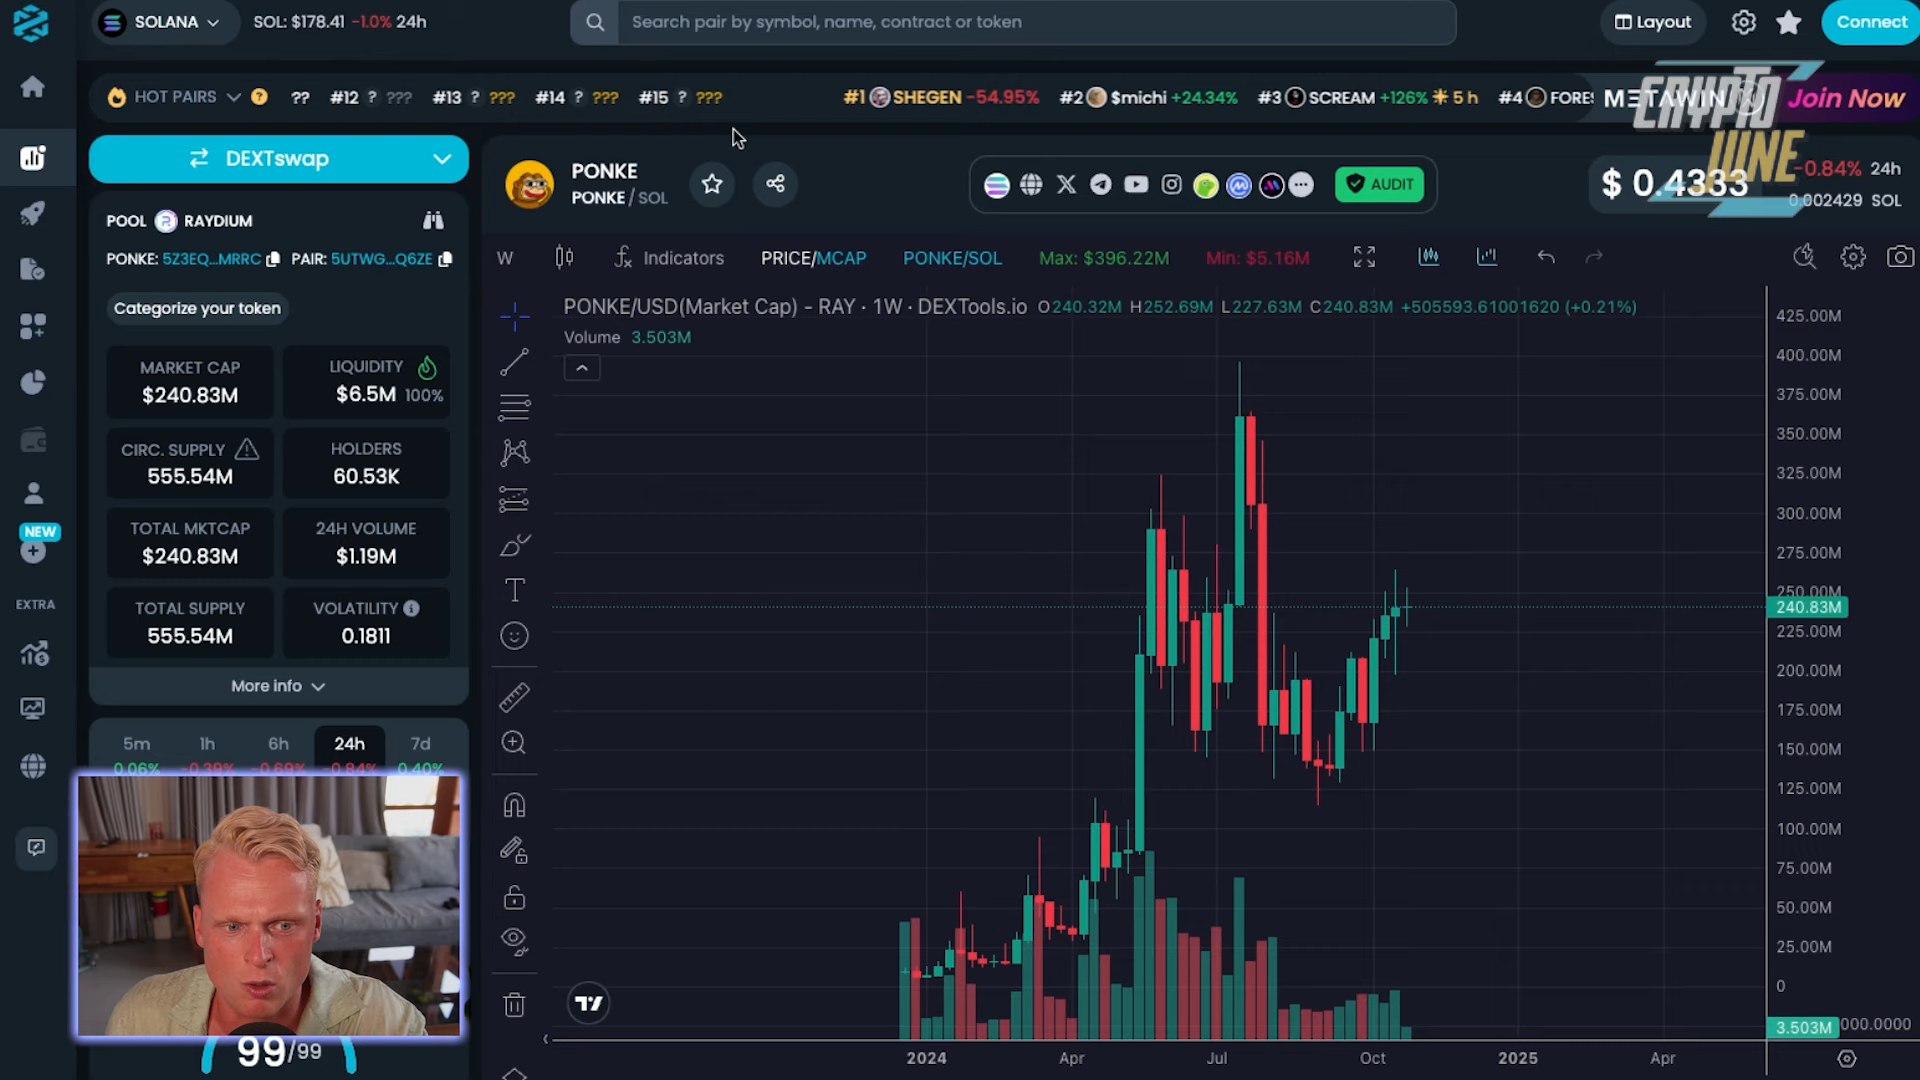 SOLANA
SOL: $178.41 -1.0% 24h
Search pair by symbol, name, contract or token
Layout
Connect
HOT PAIRS ? ?? #12 ? ??? #13 ? ??? #14 ? ??? #15 ? ???
#1 SHEGEN -54.95% #2 $michi +24.34% #3 SCREAM +126% 5 h #4 FORE
METAWIN
Join Now
CRYPTO
JUNE
DEXTswap
PONKE
PONKE / SOL
AUDIT
$ 0.4333
-0.84% 24h
0.002429 SOL
POOL RAYDIUM
PONKE: 5Z3EQ...MRRC PAIR: 5UTWG...Q6ZE
Categorize your token
MARKET CAP
$240.83M
LIQUIDITY
$6.5M 100%
CIRC. SUPPLY
555.54M
HOLDERS
60.53K
TOTAL MKTCAP
$240.83M
24H VOLUME
$1.19M
TOTAL SUPPLY
555.54M
VOLATILITY
0.1811
More info
5m 1h 6h 24h 7d
0.06% -0.39% -0.69% -0.84% 0.40%
99/99
NEW
EXTRA
W
Indicators
PRICE/MCAP
PONKE/SOL
Max: $396.22M
Min: $5.16M
PONKE/USD(Market Cap) - RAY · 1W · DEXTools.io O240.32M H252.69M L227.63M C240.83M +505593.61001620 (+0.21%)
Volume 3.503M
T
425.00M
400.00M
375.00M
350.00M
325.00M
300.00M
275.00M
250.00M
240.83M
225.00M
200.00M
175.00M
150.00M
125.00M
100.00M
75.00M
50.00M
25.00M
0
3.503M 000.0000
2024 Apr Jul Oct 2025 Apr